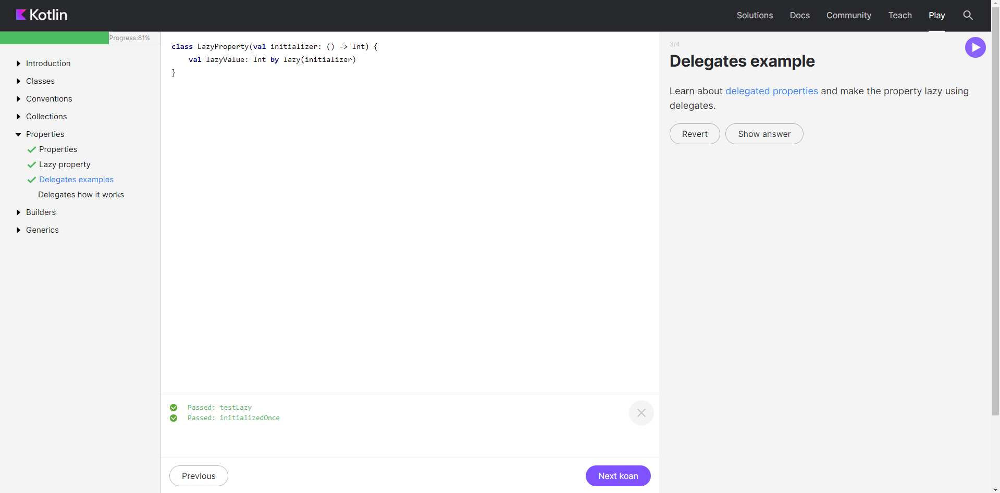 Kotlin
Solutions
Docs
Community
Teach
Play
Progress:81%
Introduction
Classes
Conventions
Collections
Properties
Properties
Lazy property
Delegates examples
Delegates how it works
Builders
Generics
class LazyProperty(val initializer: () -> Int) {
    val lazyValue: Int by lazy(initializer)
}
Passed: testLazy
Passed: initializedOnce
Previous
Next koan
3/4
Delegates example
Learn about delegated properties and make the property lazy using
delegates.
Revert
Show answer